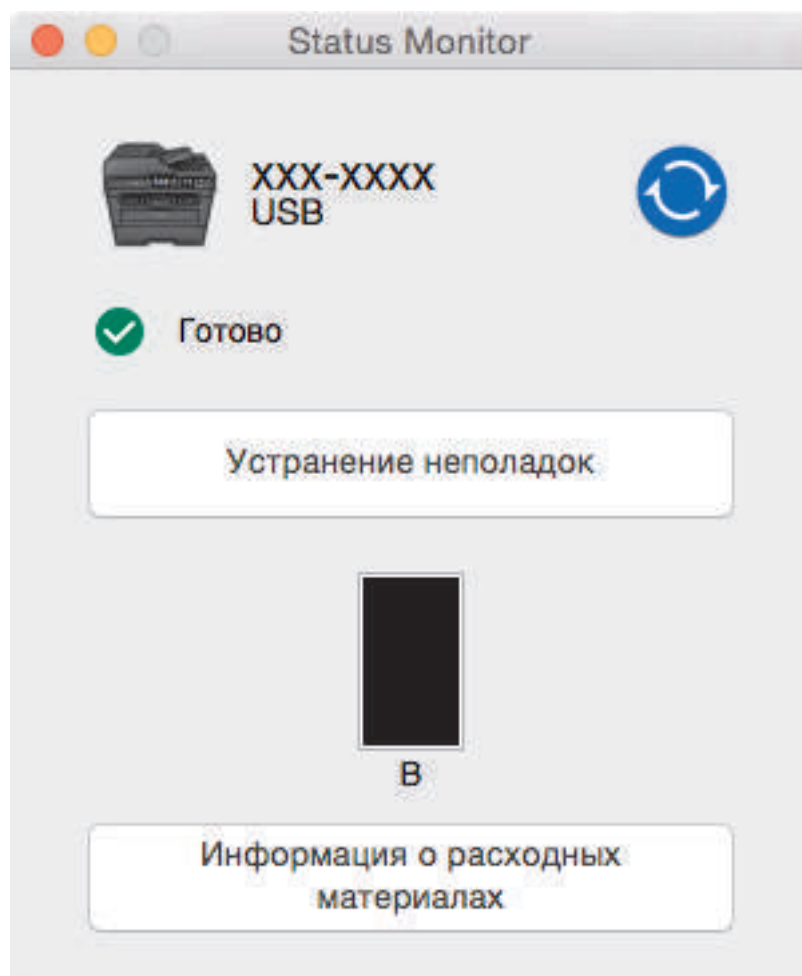 Status Monitor
XXX-XXXX
USB
Готово
Устранение неполадок
B
Информация о расходных
материалах